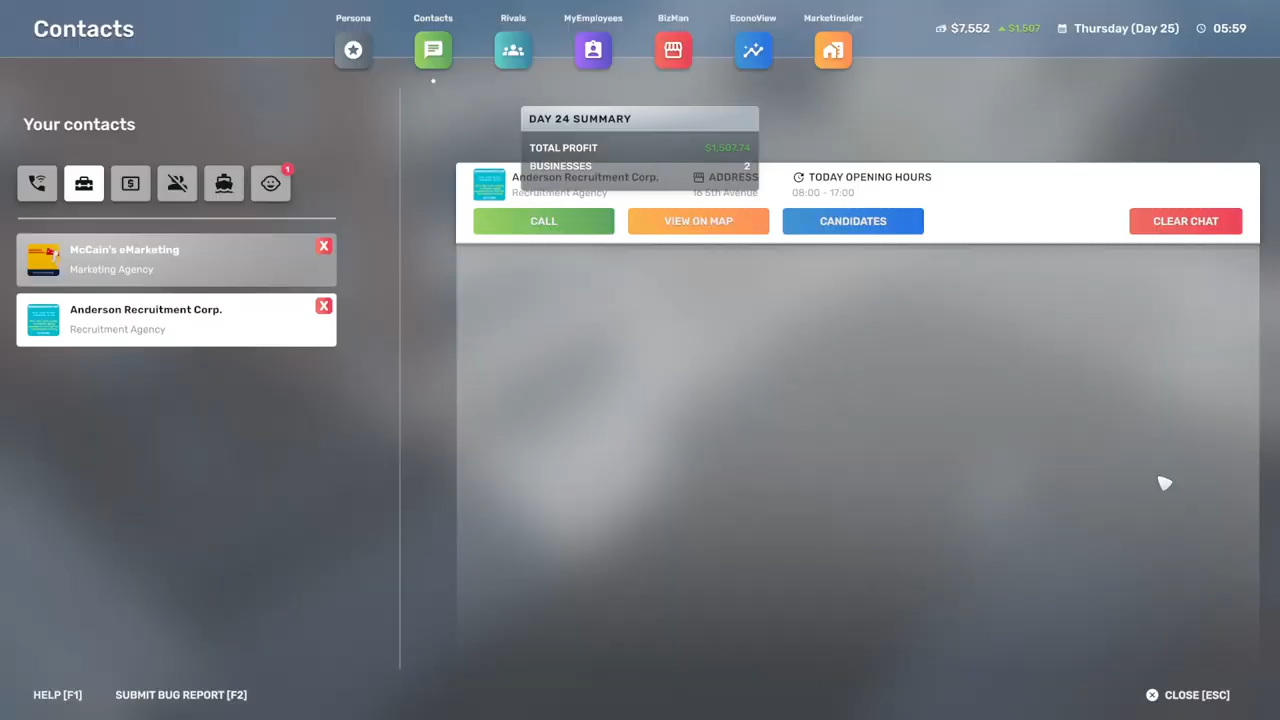 Contacts
Persona
Contacts
Rivals
MyEmployees
BizMan
EconoView
MarketInsider
$7,552
$1,507
Thursday (Day 25)
05:59
Your contacts
1
McCain's eMarketing
X
Marketing Agency
Anderson Recruitment Corp.
X
Recruitment Agency
DAY 24 SUMMARY
TOTAL PROFIT $1,507.74
BUSINESSES 2
Anderson Recruitment Corp.
Recruitment Agency
ADDRESS
5th Avenue
TODAY OPENING HOURS
08:00 - 17:00
CALL
VIEW ON MAP
CANDIDATES
CLEAR CHAT
HELP [F1]
SUBMIT BUG REPORT [F2]
CLOSE [ESC]